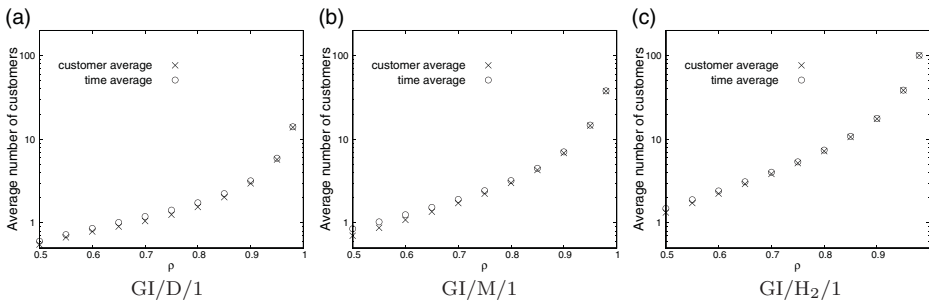 (a)
Average number of customers
100
10
1
customer average
time average
0.5 0.6 0.7 0.8 0.9 1
ρ
GI/D/1
(b)
Average number of customers
100
10
1
customer average
time average
0.5 0.6 0.7 0.8 0.9 1
ρ
GI/M/1
(c)
Average number of customers
100
10
1
customer average
time average
0.5 0.6 0.7 0.8 0.9 1
ρ
GI/H₂/1